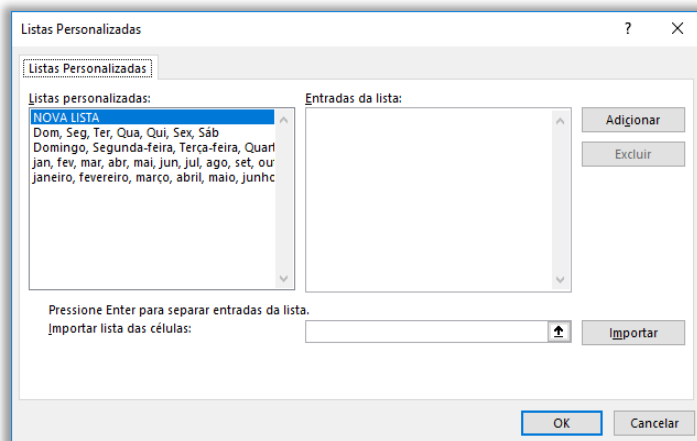 Listas Personalizadas
?
Listas Personalizadas
Listas personalizadas:
Entradas da lista:
NOVA LISTA
Dom, Seg, Ter, Qua, Qui, Sex, Sáb
Domingo, Segunda-feira, Terça-feira, Quart
jan, fev, mar, abr, mai, jun, jul, ago, set, ou
janeiro, fevereiro, março, abril, maio, junho
Adicionar
Excluir
Pressione Enter para separar entradas da lista.
Importar lista das células:
Importar
OK
Cancelar